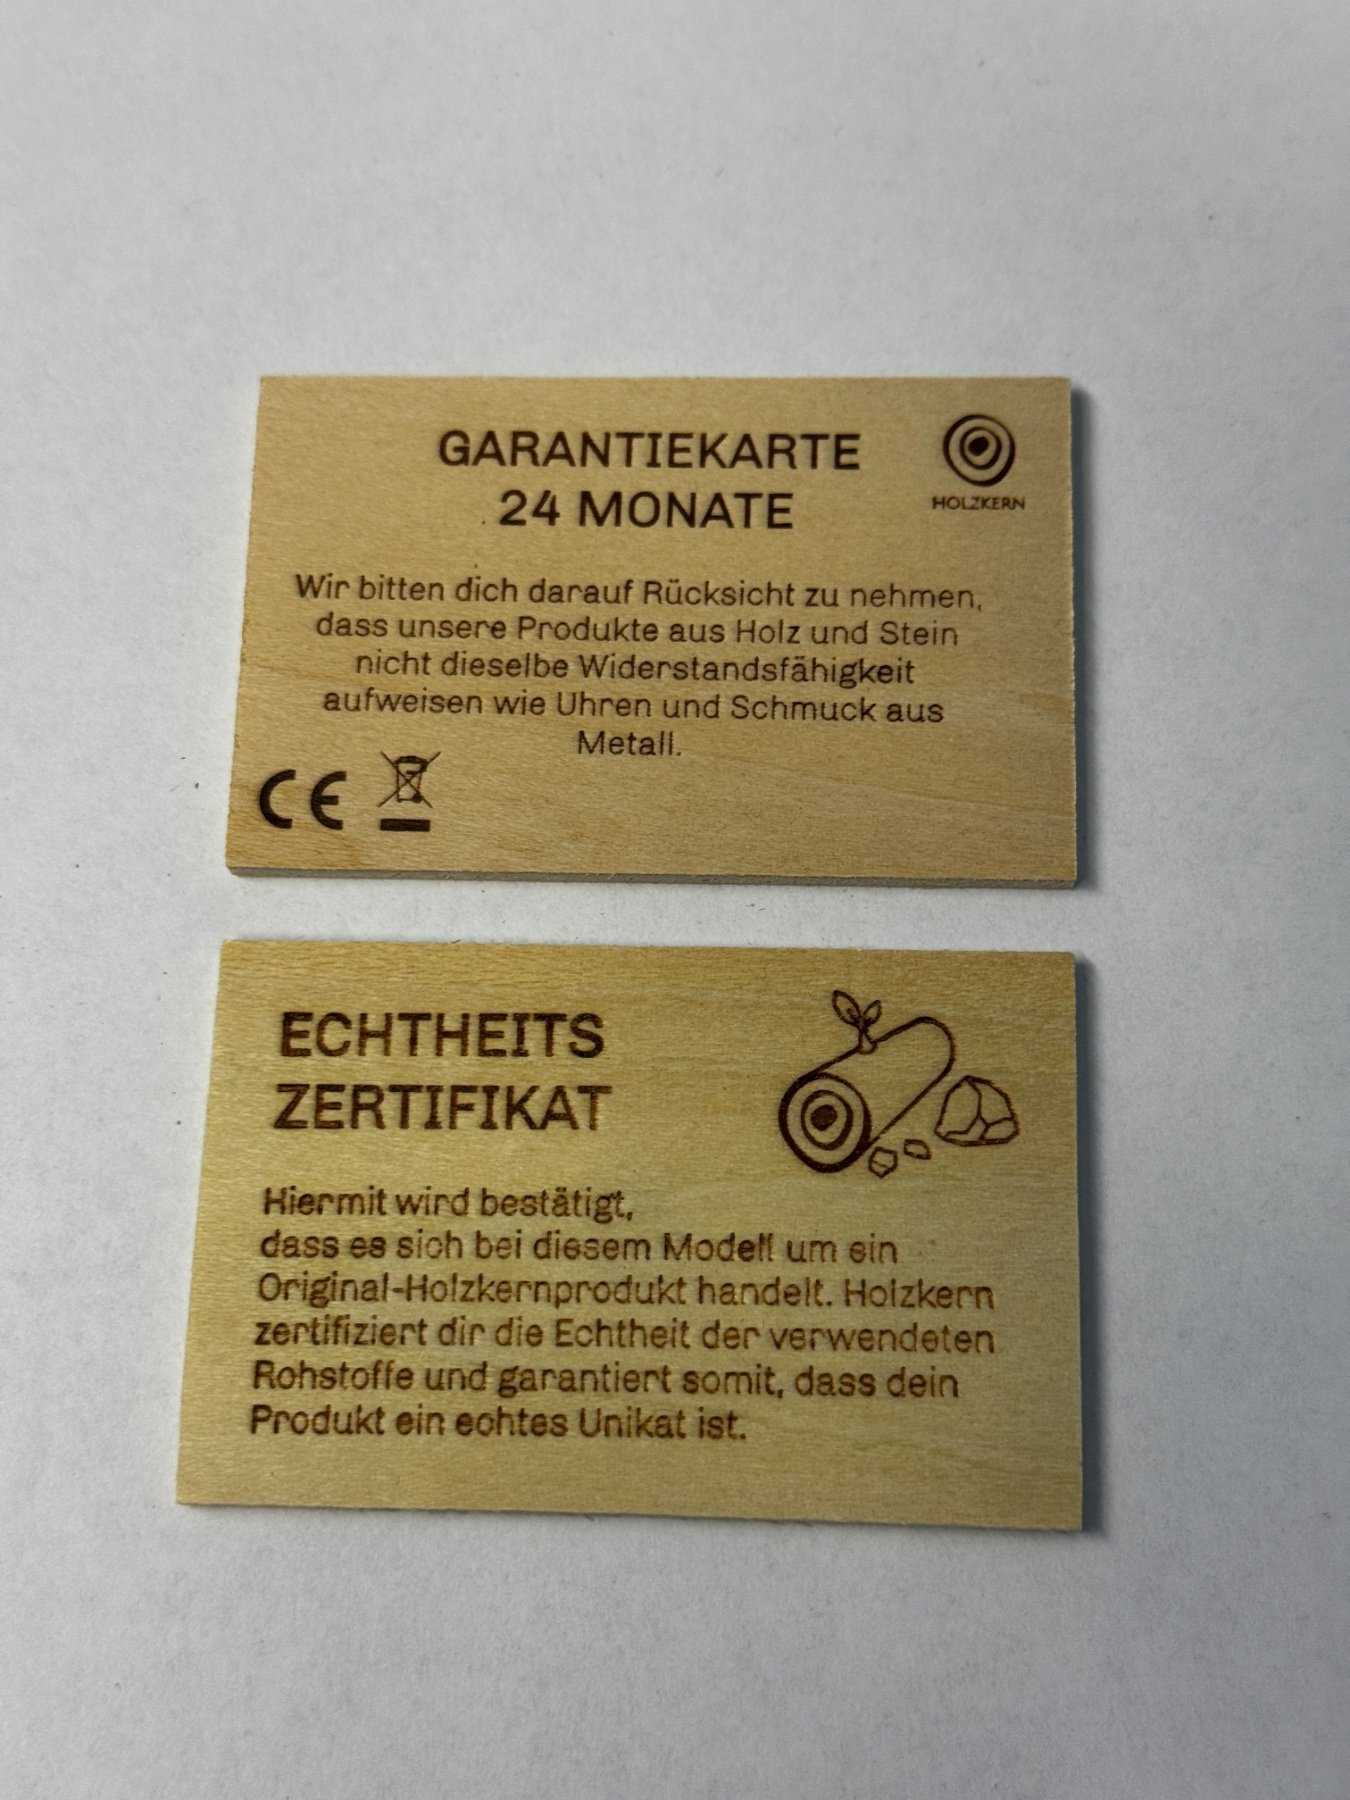 GARANTIEKARTE
24 MONATE
HOLZKERN
Wir bitten dich darauf Rücksicht zu nehmen,
dass unsere Produkte aus Holz und Stein
nicht dieselbe Widerstandsfähigkeit
aufweisen wie Uhren und Schmuck aus
Metall.
CE
ECHTHEITS
ZERTIFIKAT
Hiermit wird bestätigt,
dass es sich bei diesem Modell um ein
Original-Holzkernprodukt handelt. Holzkern
zertifiziert dir die Echtheit der verwendeten
Rohstoffe und garantiert somit, dass dein
Produkt ein echtes Unikat ist.